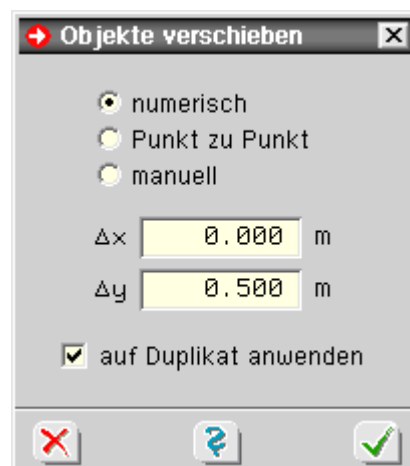 Objekte verschieben
numerisch
Punkt zu Punkt
manuell
Δx 0.000 m
Δy 0.500 m
auf Duplikat anwenden